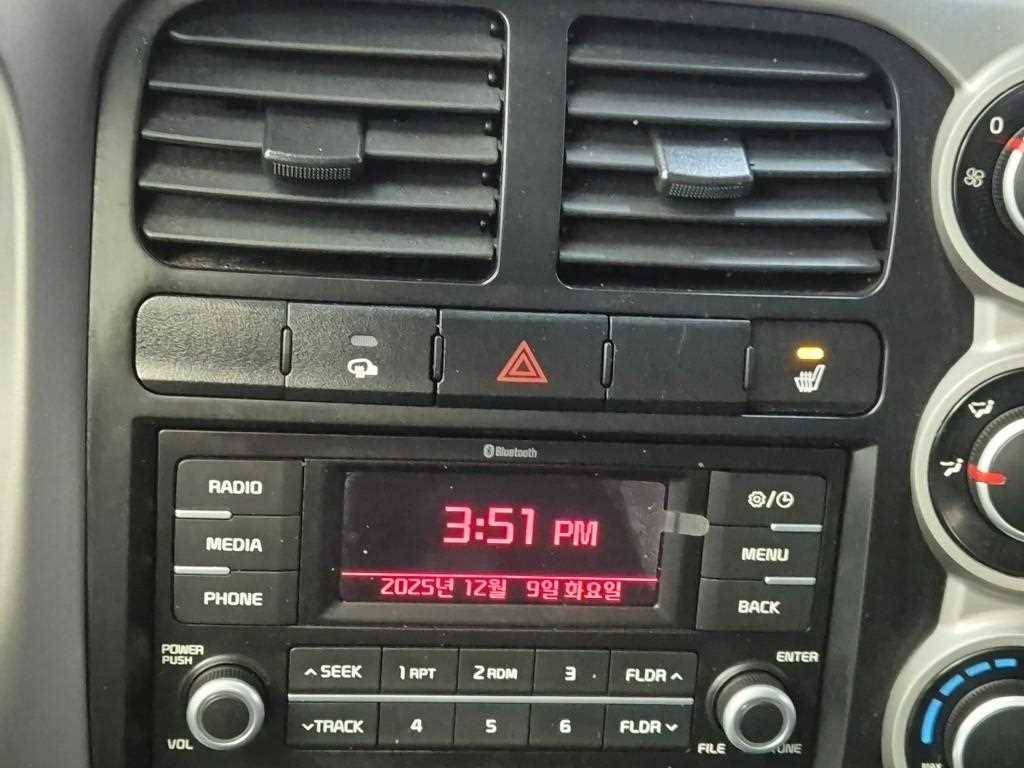 0
Bluetooth
RADIO
MEDIA
PHONE
3:51 PM
2025년 12월 9일 화요일
MENU
BACK
POWER
PUSH
VOL
SEEK
1 RPT
2 RDM
3
FLDR
TRACK
4
5
6
FLDR
ENTER
FILE
TUNE
MAX